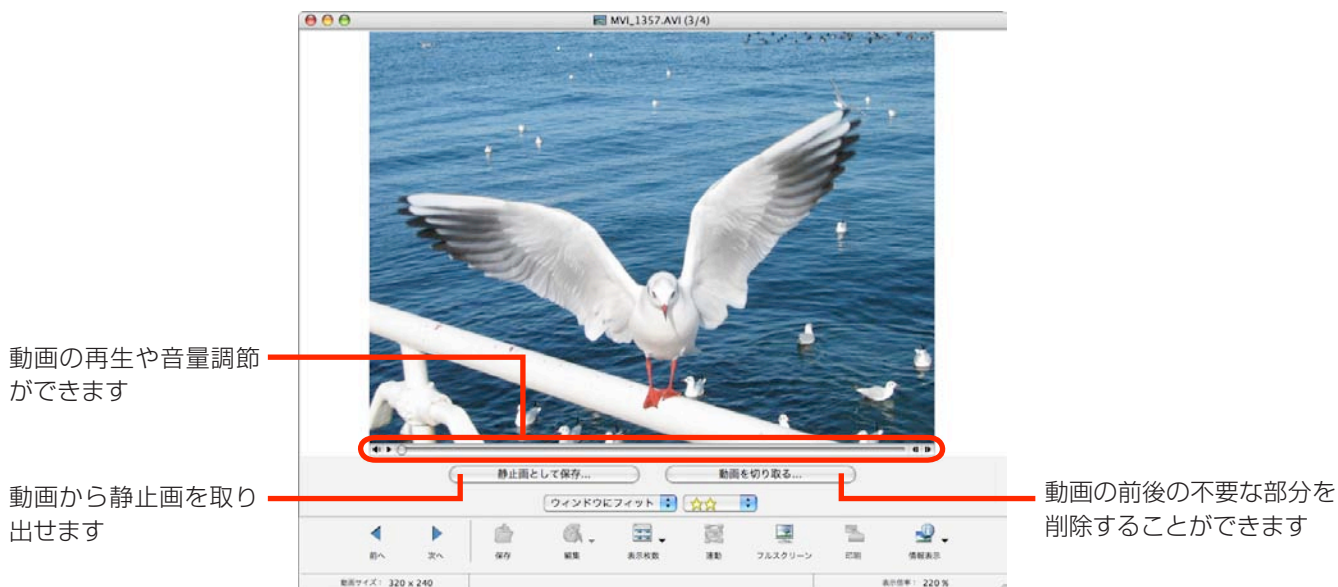 MVI_1357.AVI (3/4)
動画の再生や音量調節
ができます
静止画として保存...
動画を切り取る...
動画から静止画を取り
出せます
ウィンドウにフィット
動画の前後の不要な部分を
削除することができます
前へ
次へ
保存
編集
表示枚数
連動
フルスクリーン
印刷
情報表示
動画サイズ: 320 x 240
表示倍率: 220 %